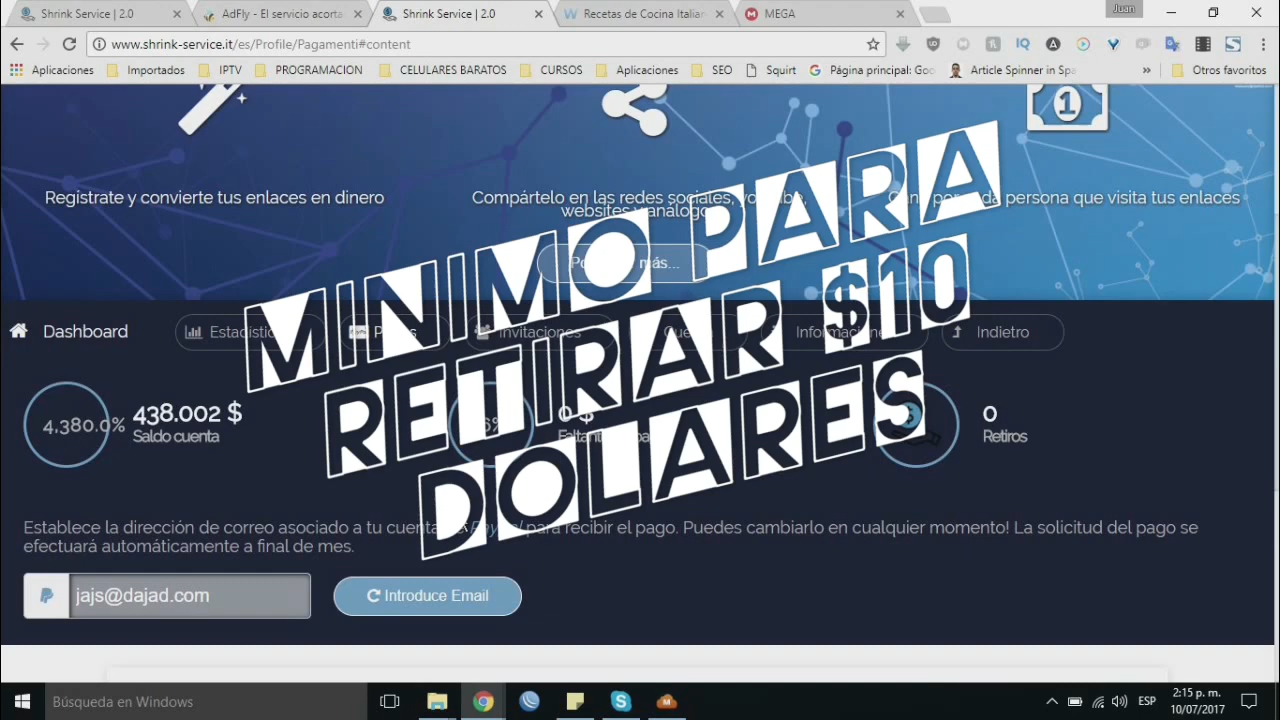 Shrink Service | 2.0
AdFly - El servicio acorta
Shrink Service | 2.0
Recetas de Cocina Italian
MEGA
Juan
www.shrink-service.it/es/Profile/Pagamenti#content
Aplicaciones
Importados
IPTV
PROGRAMACION
CELULARES BARATOS
CURSOS
Aplicaciones
SEO
Squirt
Página principal: Goo
Article Spinner in Spa
»
Otros favoritos
Registrate y convierte tus enlaces en dinero
Compártelo en las redes sociales,
websites y análogo
persona que visita tus enlaces
más...
MINIMO PARA
RETIRAR $10
DOLARES
Dashboard
Invitaciones
Indietro
4,380.0%
438.002 $
Saldo cuenta
0 $
0
Retiros
Establece la dirección de correo asociado a tu cuenta para recibir el pago. Puedes cambiarlo en cualquier momento! La solicitud del pago se
efectuará automáticamente a final de mes.
jajs@dajad.com
Introduce Email
Búsqueda en Windows
ESP
2:15 p. m.
10/07/2017